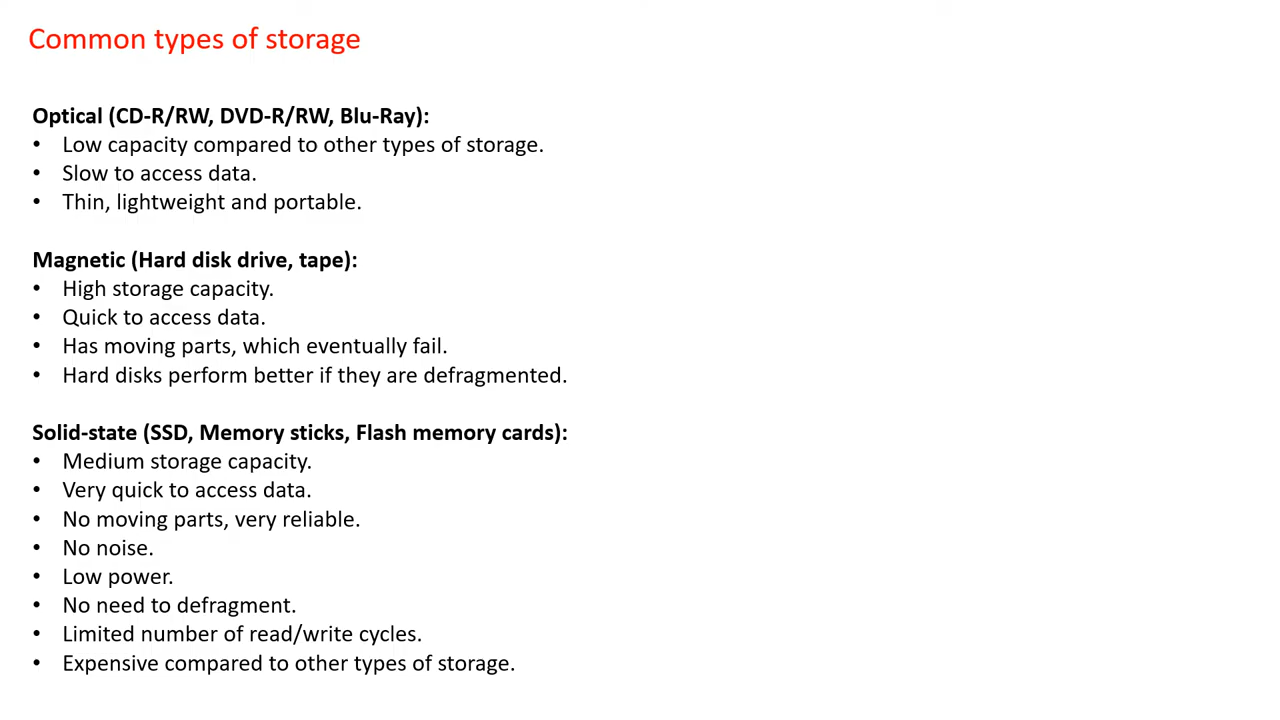 Common types of storage
Optical (CD-R/RW, DVD-R/RW, Blu-Ray):
• Low capacity compared to other types of storage.
• Slow to access data.
• Thin, lightweight and portable.
Magnetic (Hard disk drive, tape):
• High storage capacity.
• Quick to access data.
• Has moving parts, which eventually fail.
• Hard disks perform better if they are defragmented.
Solid-state (SSD, Memory sticks, Flash memory cards):
• Medium storage capacity.
• Very quick to access data.
• No moving parts, very reliable.
• No noise.
• Low power.
• No need to defragment.
• Limited number of read/write cycles.
• Expensive compared to other types of storage.